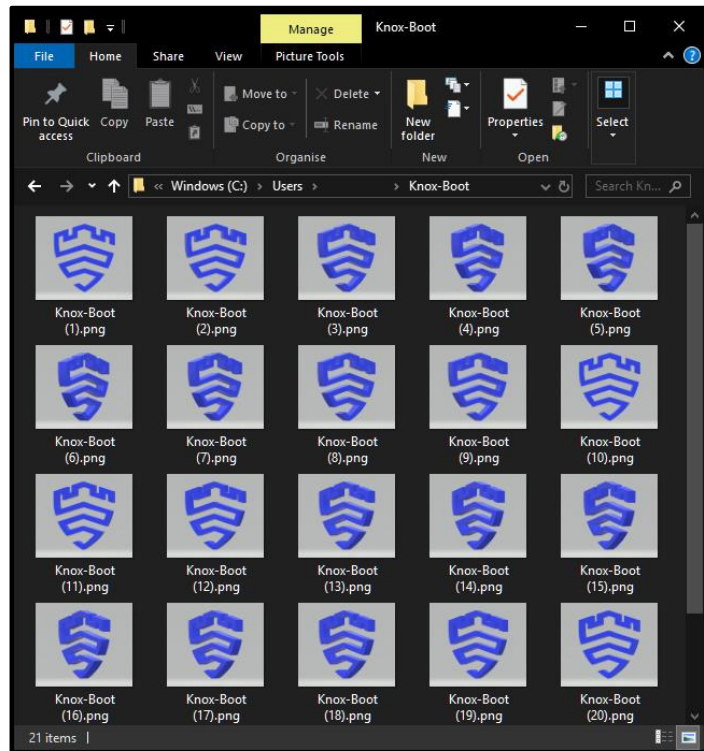 Manage
Knox-Boot
File
Home
Share
View
Picture Tools
Pin to Quick access
Copy
Paste
Move to
Copy to
Delete
Rename
New folder
Properties
Select
Clipboard
Organise
New
Open
« Windows (C:) > Users > > Knox-Boot
Search Kn...
Knox-Boot (1).png
Knox-Boot (2).png
Knox-Boot (3).png
Knox-Boot (4).png
Knox-Boot (5).png
Knox-Boot (6).png
Knox-Boot (7).png
Knox-Boot (8).png
Knox-Boot (9).png
Knox-Boot (10).png
Knox-Boot (11).png
Knox-Boot (12).png
Knox-Boot (13).png
Knox-Boot (14).png
Knox-Boot (15).png
Knox-Boot (16).png
Knox-Boot (17).png
Knox-Boot (18).png
Knox-Boot (19).png
Knox-Boot (20).png
21 items